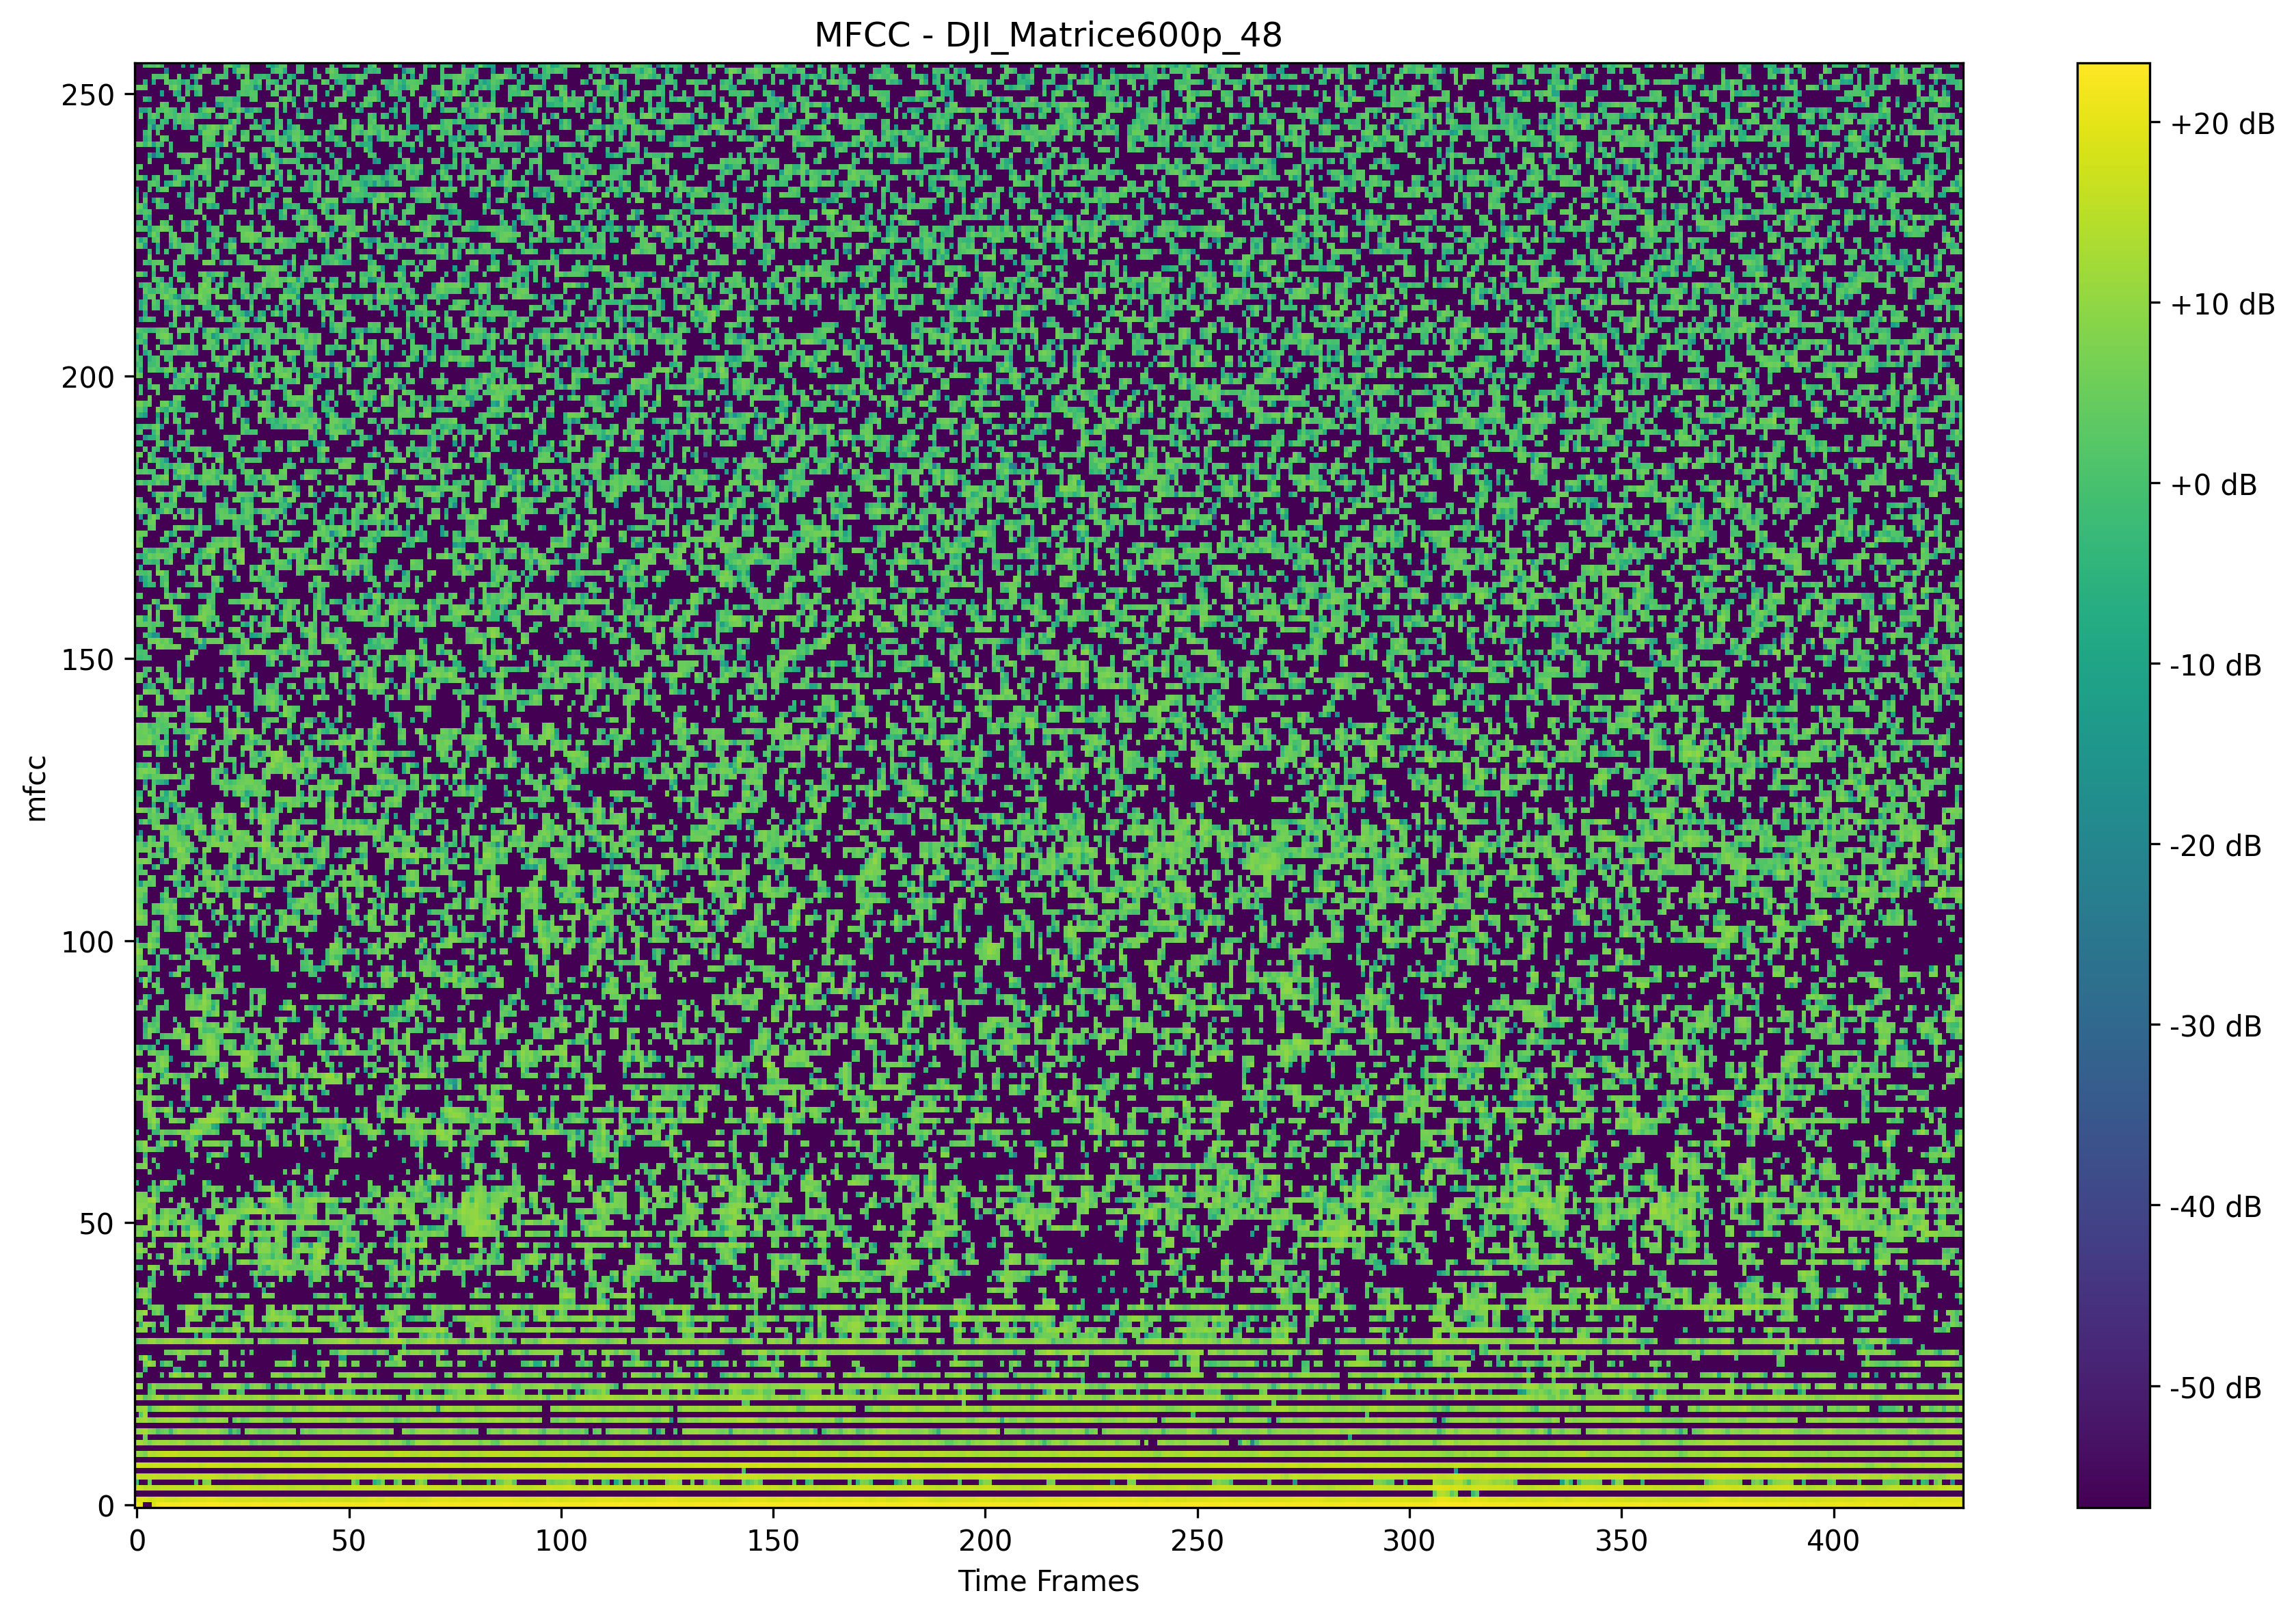 MFCC - DJI_Matrice600p_48
250
200
150
100
50
0
mfcc
0 50 100 150 200 250 300 350 400
Time Frames
+20 dB
+10 dB
+0 dB
-10 dB
-20 dB
-30 dB
-40 dB
-50 dB